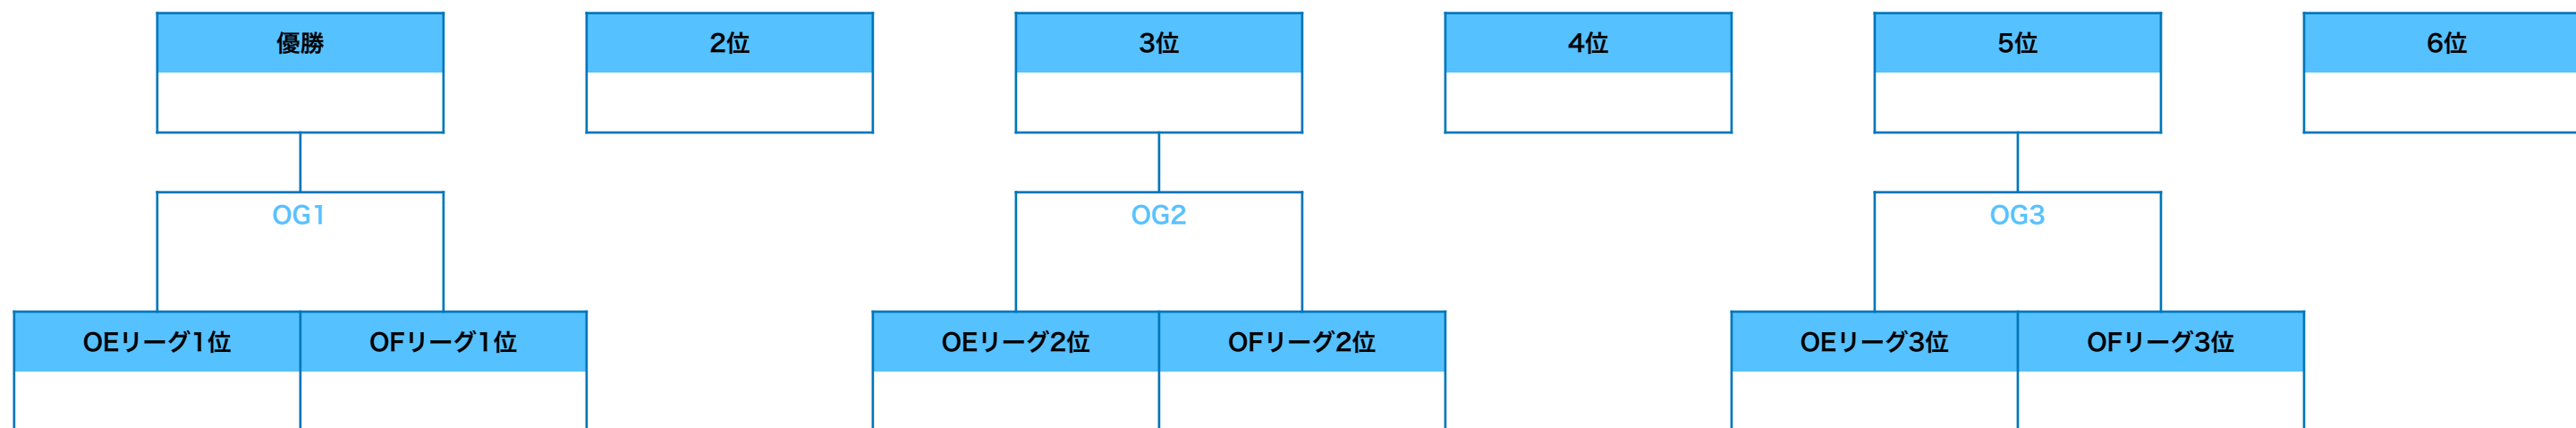 優勝
2位
3位
4位
5位
6位
OG1
OG2
OG3
OEリーグ1位
OFリーグ1位
OEリーグ2位
OFリーグ2位
OEリーグ3位
OFリーグ3位